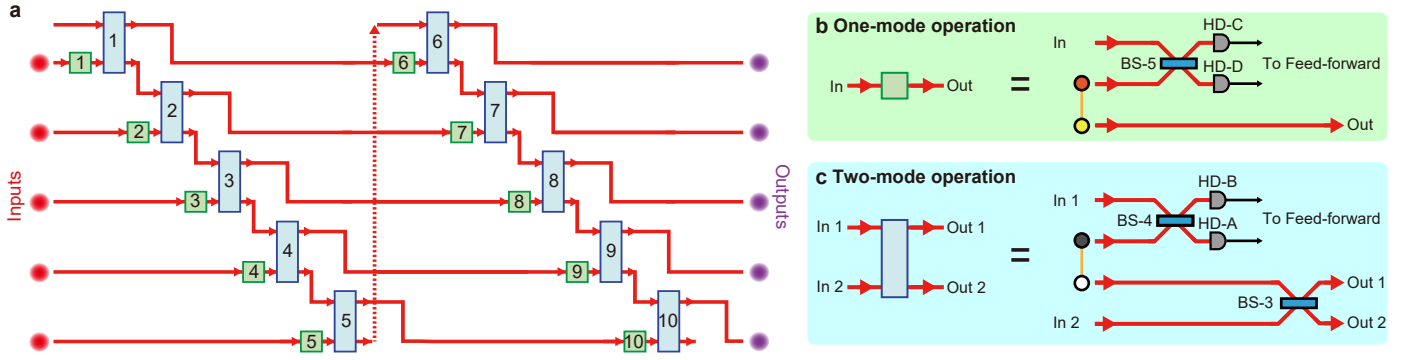 a
Inputs
1
1
2
2
3
3
4
4
5
5
6
6
7
7
8
8
9
9
10
10
Outputs
b One-mode operation
In
Out
=
In
BS-5
HD-C
HD-D
To Feed-forward
Out
c Two-mode operation
In 1
In 2
Out 1
Out 2
=
In 1
BS-4
HD-B
HD-A
To Feed-forward
In 2
BS-3
Out 1
Out 2